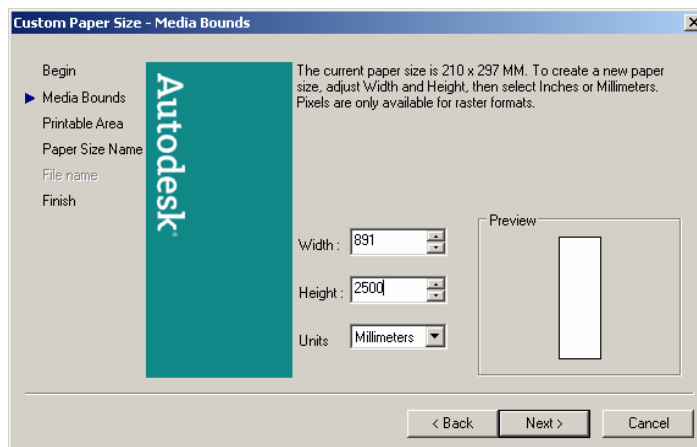 Custom Paper Size - Media Bounds
Begin
Media Bounds
Printable Area
Paper Size Name
File name
Finish
Autodesk
The current paper size is 210 x 297 MM. To create a new paper
size, adjust Width and Height, then select Inches or Millimeters.
Pixels are only available for raster formats.
Width : 891
Height : 2500
Units Millimeters
Preview
< Back Next > Cancel